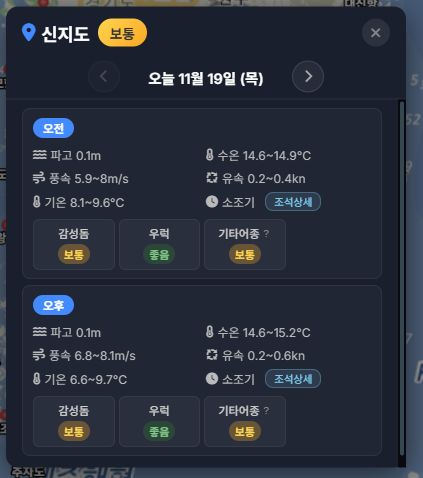 경기도
대신항
신지도 보통
오늘 11월 19일 (목)
오전
파고 0.1m
수온 14.6~14.9°C
풍속 5.9~8m/s
유속 0.2~0.4kn
기온 8.1~9.6°C
소조기 조석상세
감성돔
보통
우럭
좋음
기타어종 ?
보통
오후
파고 0.1m
수온 14.6~15.2°C
풍속 6.8~8.1m/s
유속 0.2~0.6kn
기온 6.6~9.7°C
소조기 조석상세
감성돔
보통
우럭
좋음
기타어종 ?
보통